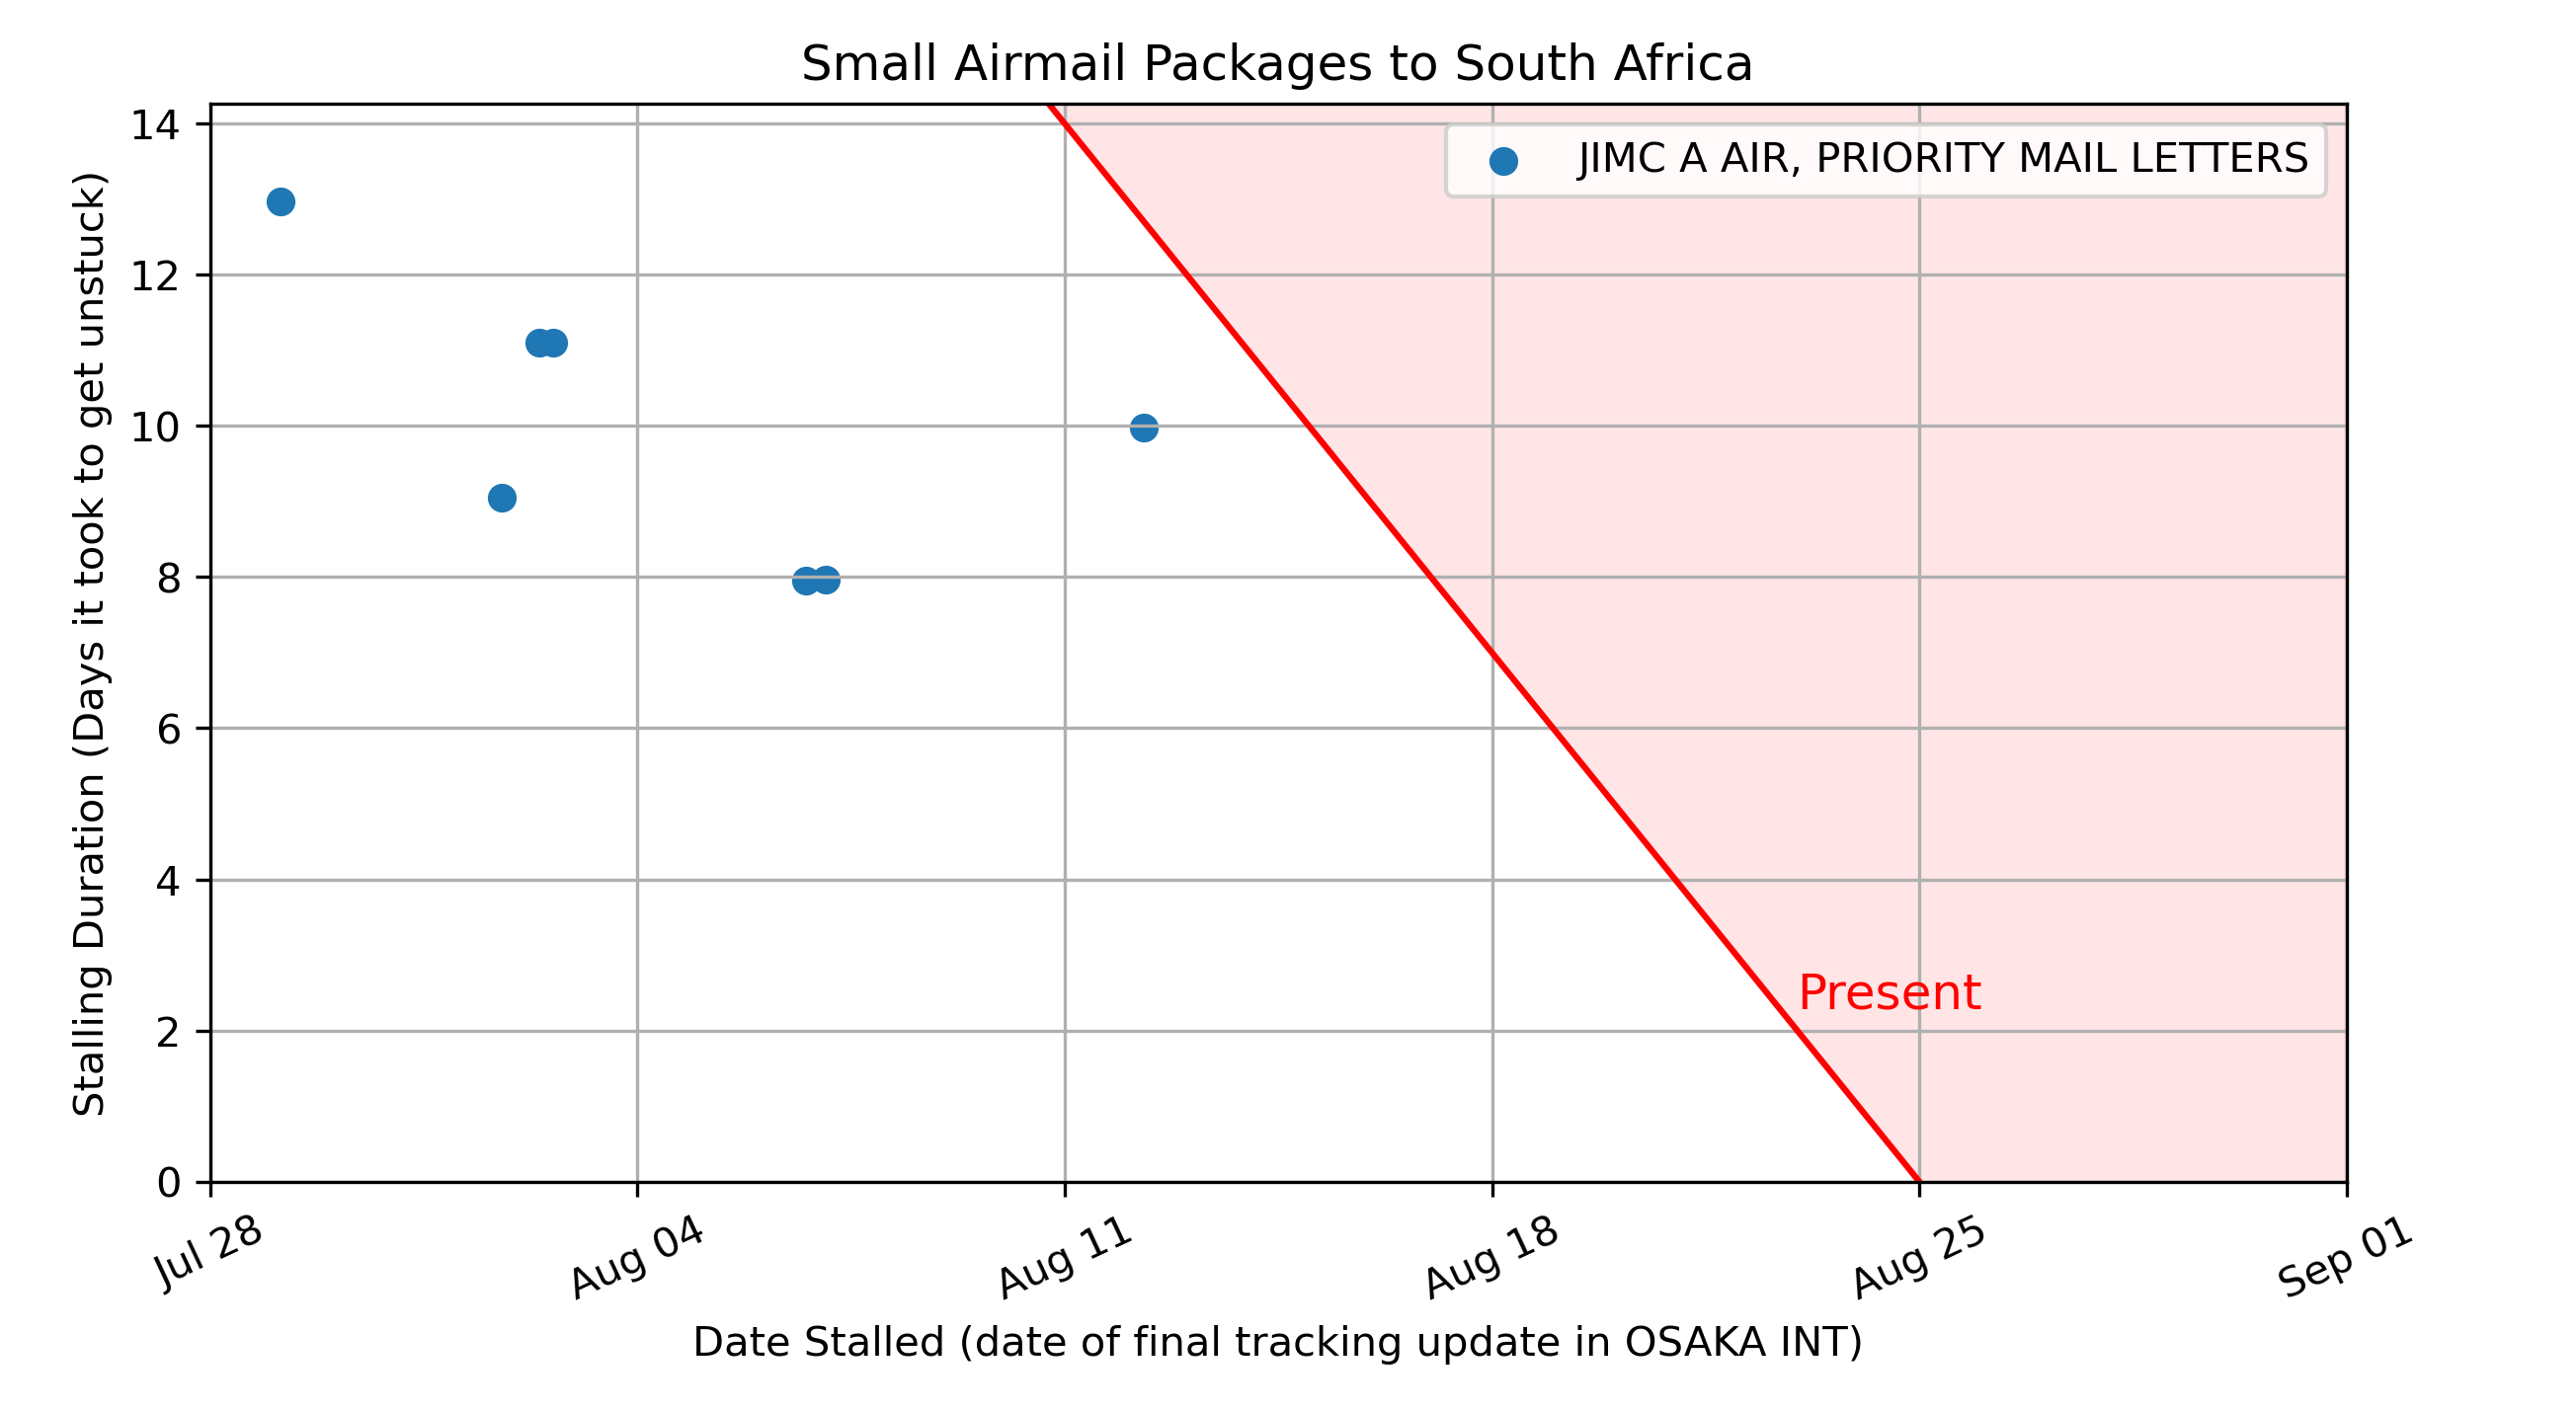 Small Airmail Packages to South Africa
JIMC A AIR, PRIORITY MAIL LETTERS
Stalling Duration (Days it took to get unstuck)
14
12
10
8
6
4
2
0
Present
Jul 28
Aug 04
Aug 11
Aug 18
Aug 25
Sep 01
Date Stalled (date of final tracking update in OSAKA INT)